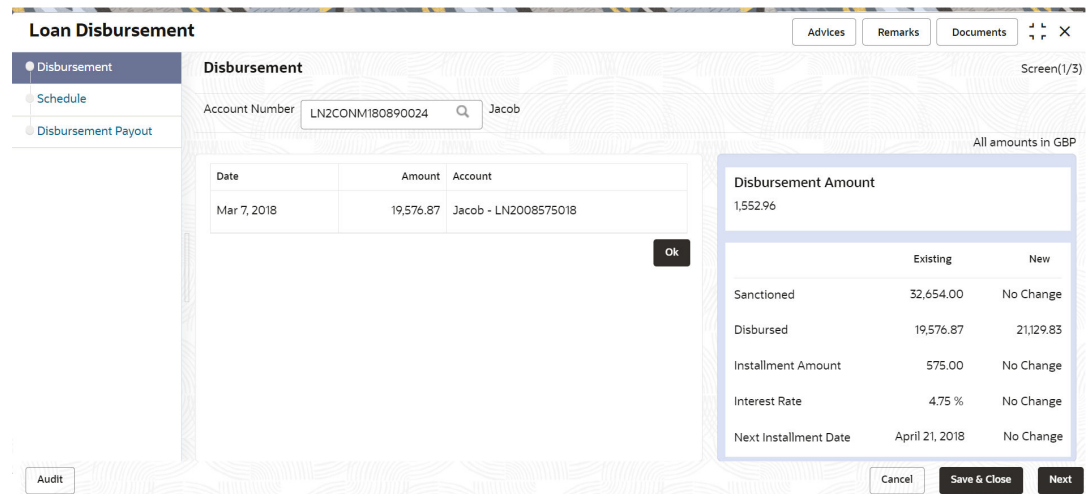 Loan Disbursement
Advices
Remarks
Documents
Disbursement
Schedule
Disbursement Payout
Disbursement
Screen(1/3)
Account Number LN2CONM180890024 Jacob
All amounts in GBP
Date Amount Account
Mar 7, 2018 19,576.87 Jacob - LN2008575018
Ok
Disbursement Amount
1,552.96
Existing New
Sanctioned 32,654.00 No Change
Disbursed 19,576.87 21,129.83
Installment Amount 575.00 No Change
Interest Rate 4.75 % No Change
Next Installment Date April 21, 2018 No Change
Audit
Cancel
Save & Close
Next